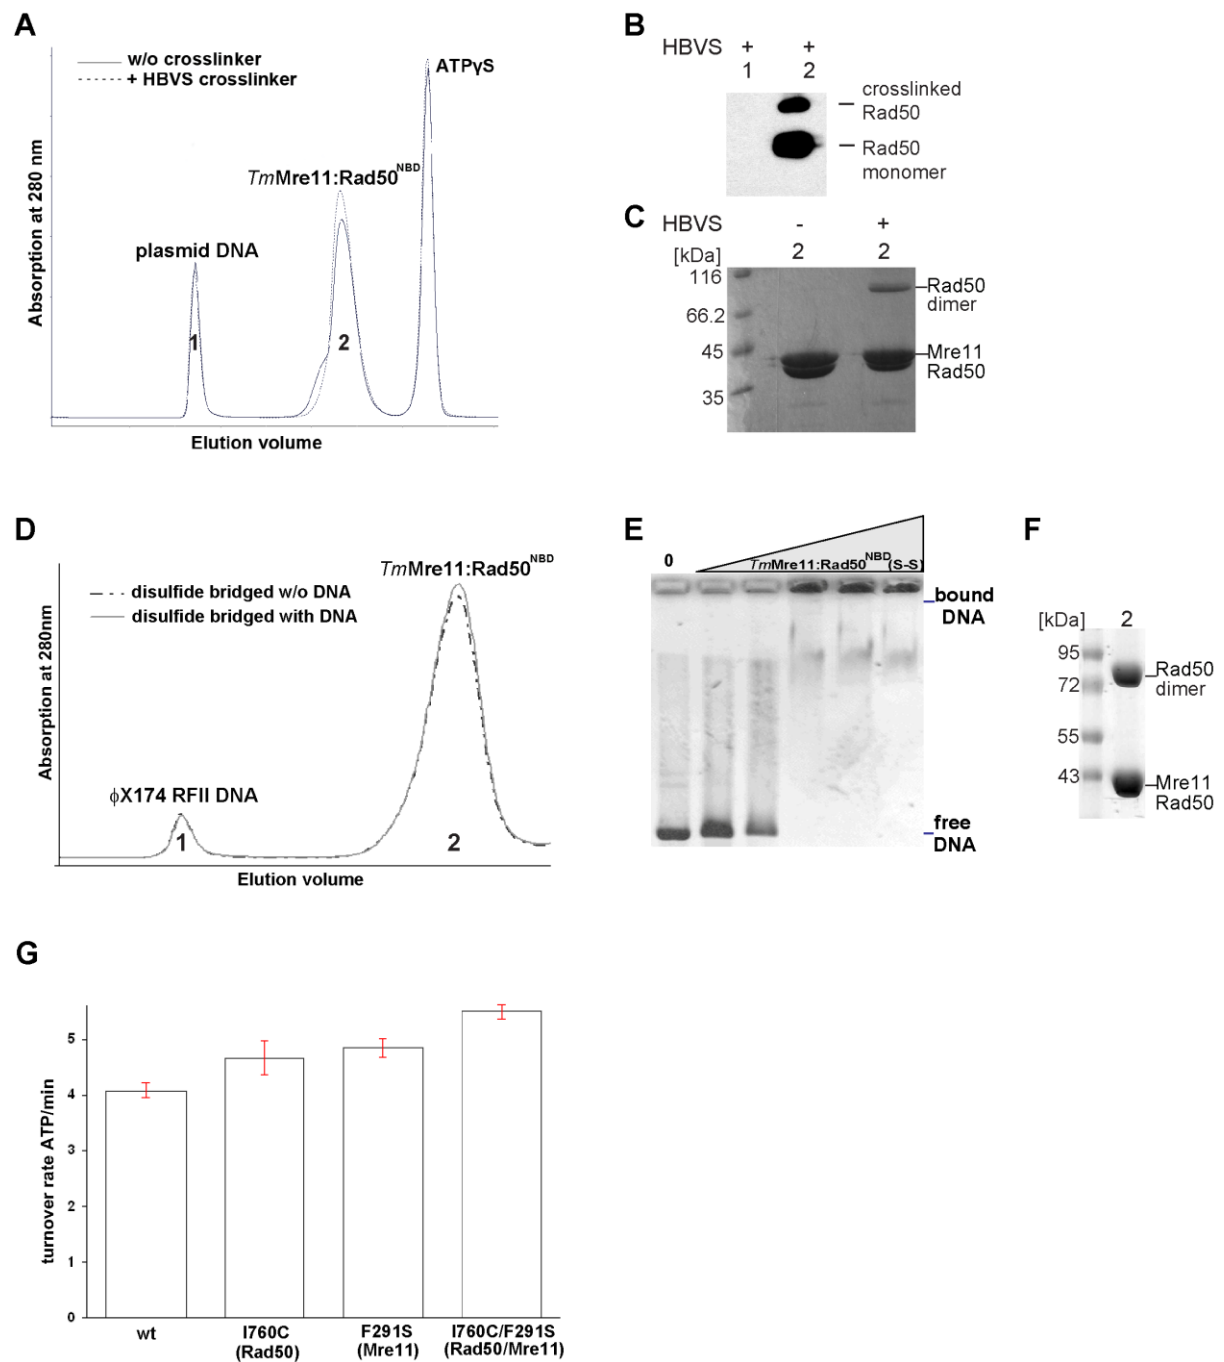 A
w/o crosslinker
+ HBVS crosslinker
ATPγS
TmMre11:Rad50NBD
plasmid DNA
1
2
Absorption at 280 nm
Elution volume
B
HBVS + +
1 2
crosslinked
Rad50
Rad50
monomer
C
HBVS - +
[kDa] 2 2
116
66.2
45
35
Rad50
dimer
Mre11
Rad50
D
disulfide bridged w/o DNA
disulfide bridged with DNA
TmMre11:Rad50NBD
ϕX174 RFII DNA
1
2
Absorption at 280nm
Elution volume
E
0
TmMre11:Rad50NBD(S-S)
bound
DNA
free
DNA
F
[kDa] 2
95
72
55
43
Rad50
dimer
Mre11
Rad50
G
turnover rate ATP/min
5
4
3
2
1
0
wt
I760C
(Rad50)
F291S
(Mre11)
I760C/F291S
(Rad50/Mre11)